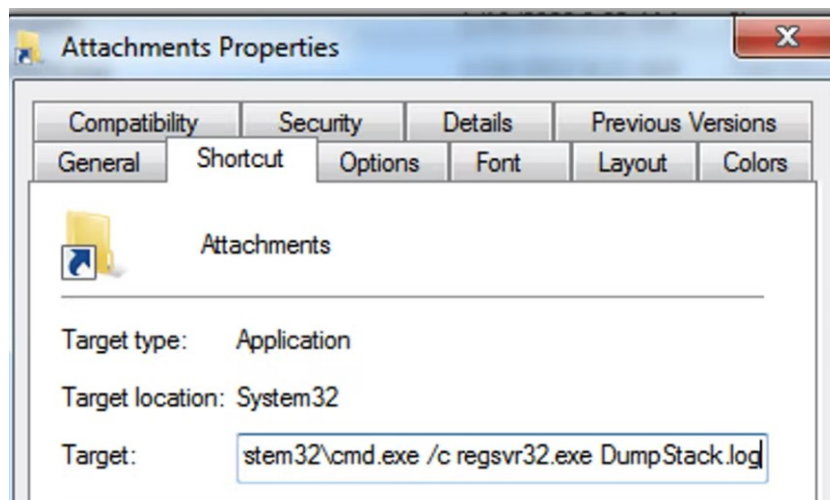 Attachments Properties
Compatibility Security Details Previous Versions
General Shortcut Options Font Layout Colors
Attachments
Target type: Application
Target location: System32
Target: stem32\cmd.exe /c regsvr32.exe DumpStack.log